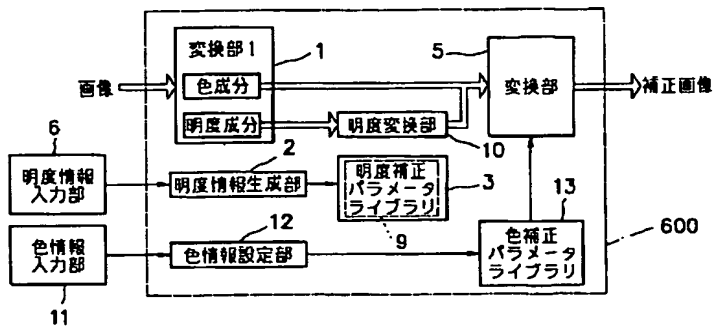 変換部1
1
5
画像
色成分
変換部
補正画像
明度成分
明度変換部
10
6
2
明度情報
入力部
明度情報生成部
明度補正
パラメータ
ライブラリ
3
9
13
12
色情報
入力部
色情報設定部
色補正
パラメータ
ライブラリ
600
11